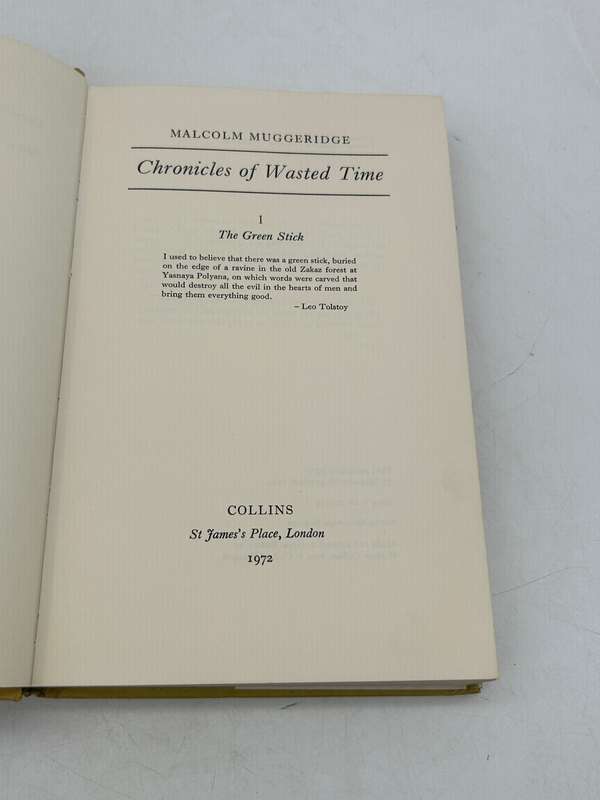 MALCOLM MUGGERIDGE
Chronicles of Wasted Time
I
The Green Stick
I used to believe that there was a green stick, buried
on the edge of a ravine in the old Zakaz forest at
Yasnaya Polyana, on which words were carved that
would destroy all the evil in the hearts of men and
bring them everything good.
– Leo Tolstoy
COLLINS
St James's Place, London
1972